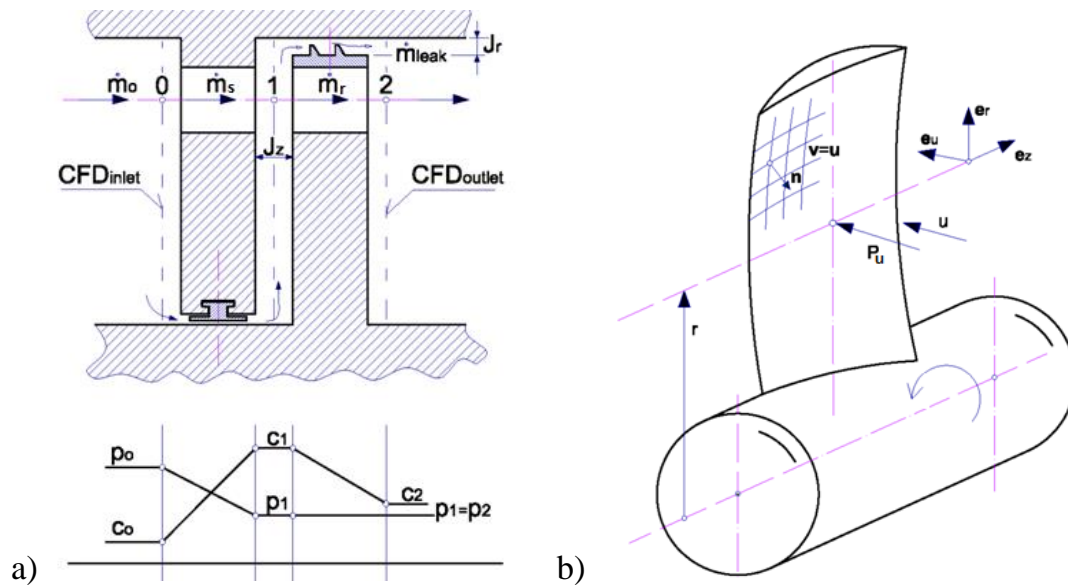 Jr
ṁleak
ṁo 0 ṁs 1 ṁr 2
Jz
CFDinlet
CFDoutlet
po
co
c1
p1
c2
p1=p2
a)
v=u
n
er
eu
ez
u
Pu
r
b)